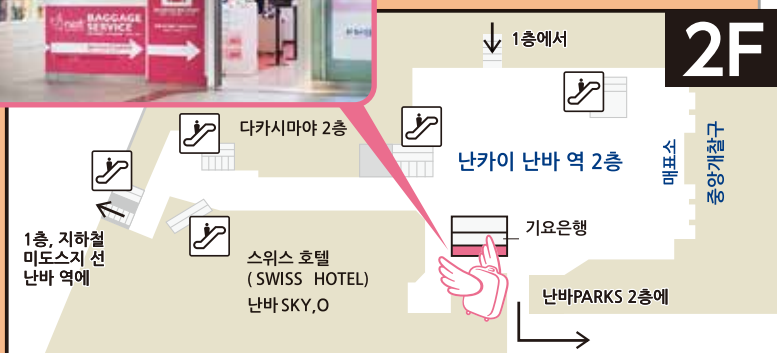 BAGGAGE
SERVICE
2F
1층에서
다카시마야 2층
난카이 난바 역 2층
매표소
중앙개찰구
기요은행
1층, 지하철
미도스지 선
난바 역에
스위스 호텔
( SWISS HOTEL)
난바 SKY,O
난바PARKS 2층에